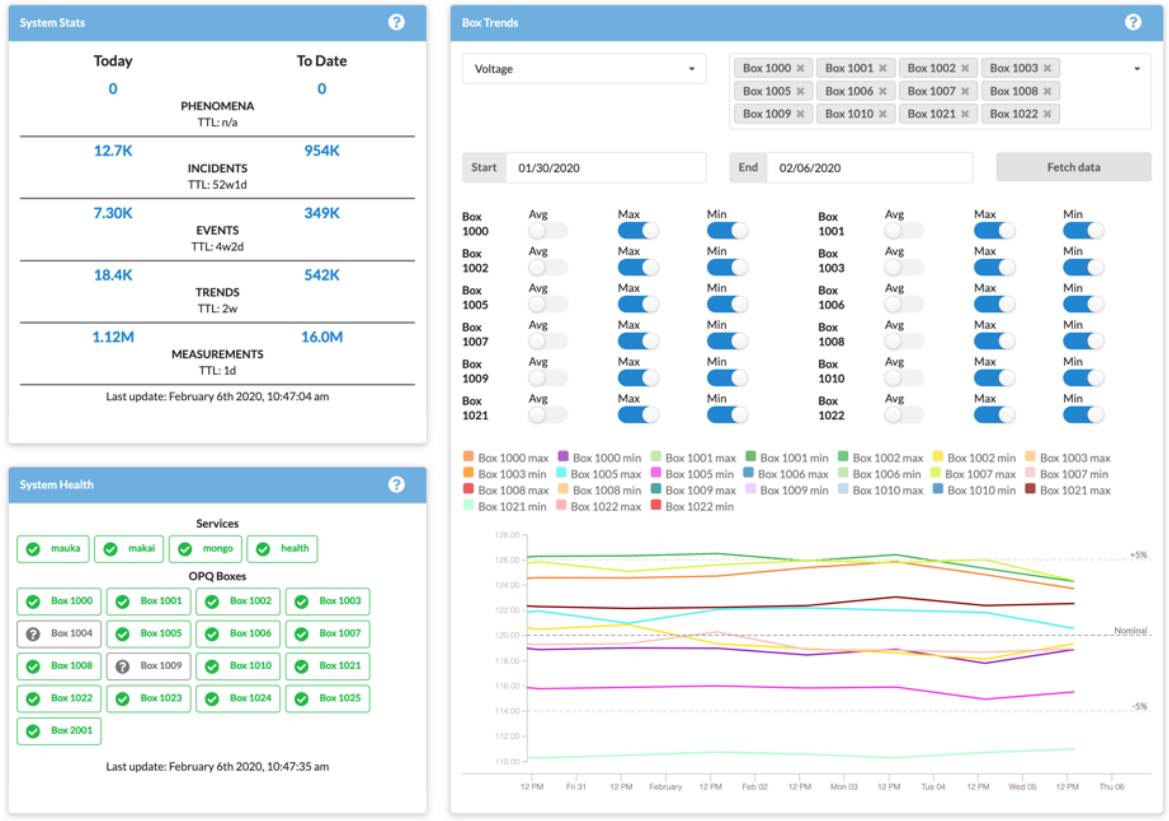 System Stats
Today To Date
0 0
PHENOMENA
TTL: n/a
12.7K 954K
INCIDENTS
TTL: 52w1d
7.30K 349K
EVENTS
TTL: 4w2d
18.4K 542K
TRENDS
TTL: 2w
1.12M 16.0M
MEASUREMENTS
TTL: 1d
Last update: February 6th 2020, 10:47:04 am
System Health
Services
mauka makai mongo health
OPQ Boxes
Box 1000 Box 1001 Box 1002 Box 1003
Box 1004 Box 1005 Box 1006 Box 1007
Box 1008 Box 1009 Box 1010 Box 1021
Box 1022 Box 1023 Box 1024 Box 1025
Box 2001
Last update: February 6th 2020, 10:47:35 am
Box Trends
Voltage
Box 1000 Box 1001 Box 1002 Box 1003
Box 1005 Box 1006 Box 1007 Box 1008
Box 1009 Box 1010 Box 1021 Box 1022
Start 01/30/2020 End 02/06/2020 Fetch data
Box 1000 Avg Max Min Box 1001 Avg Max Min
Box 1002 Avg Max Min Box 1003 Avg Max Min
Box 1005 Avg Max Min Box 1006 Avg Max Min
Box 1007 Avg Max Min Box 1008 Avg Max Min
Box 1009 Avg Max Min Box 1010 Avg Max Min
Box 1021 Avg Max Min Box 1022 Avg Max Min
Box 1000 max Box 1000 min Box 1001 max Box 1001 min Box 1002 max Box 1002 min Box 1003 max
Box 1003 min Box 1005 max Box 1005 min Box 1006 max Box 1006 min Box 1007 max Box 1007 min
Box 1008 max Box 1008 min Box 1009 max Box 1009 min Box 1010 max Box 1010 min Box 1021 max
Box 1021 min Box 1022 max Box 1022 min
128.00
126.00 +5%
124.00
122.00
120.00 Nominal
118.00
116.00
114.00 -5%
112.00
110.00
12 PM Fri 31 12 PM February 12 PM Feb 02 12 PM Mon 03 12 PM Tue 04 12 PM Wed 05 12 PM Thu 06